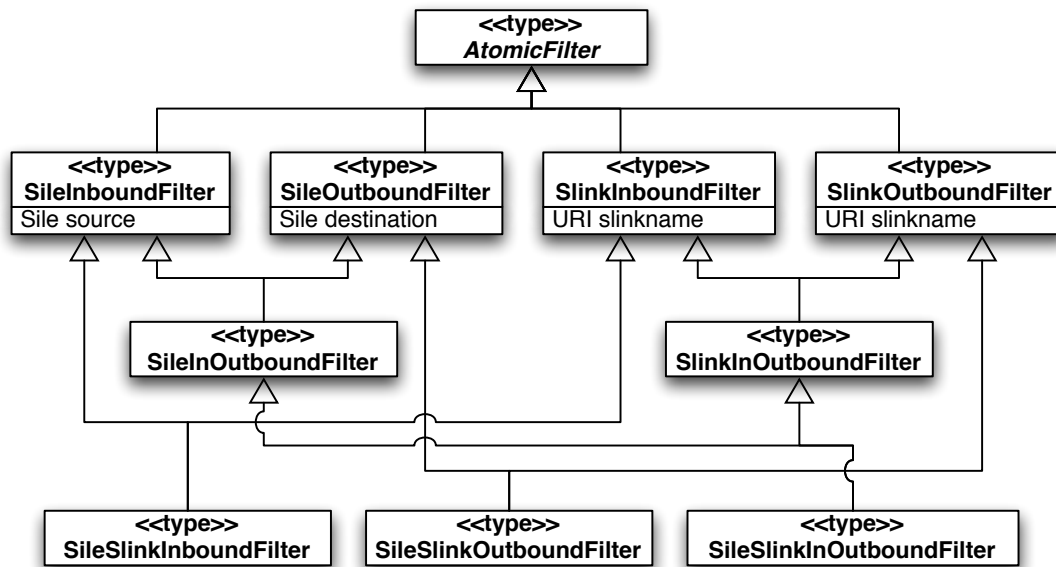 <<type>>
AtomicFilter
<<type>>
SileInboundFilter
Sile source
<<type>>
SileOutboundFilter
Sile destination
<<type>>
SlinkInboundFilter
URI slinkname
<<type>>
SlinkOutboundFilter
URI slinkname
<<type>>
SileInOutboundFilter
<<type>>
SlinkInOutboundFilter
<<type>>
SileSlinkInboundFilter
<<type>>
SileSlinkOutboundFilter
<<type>>
SileSlinkInOutboundFilter